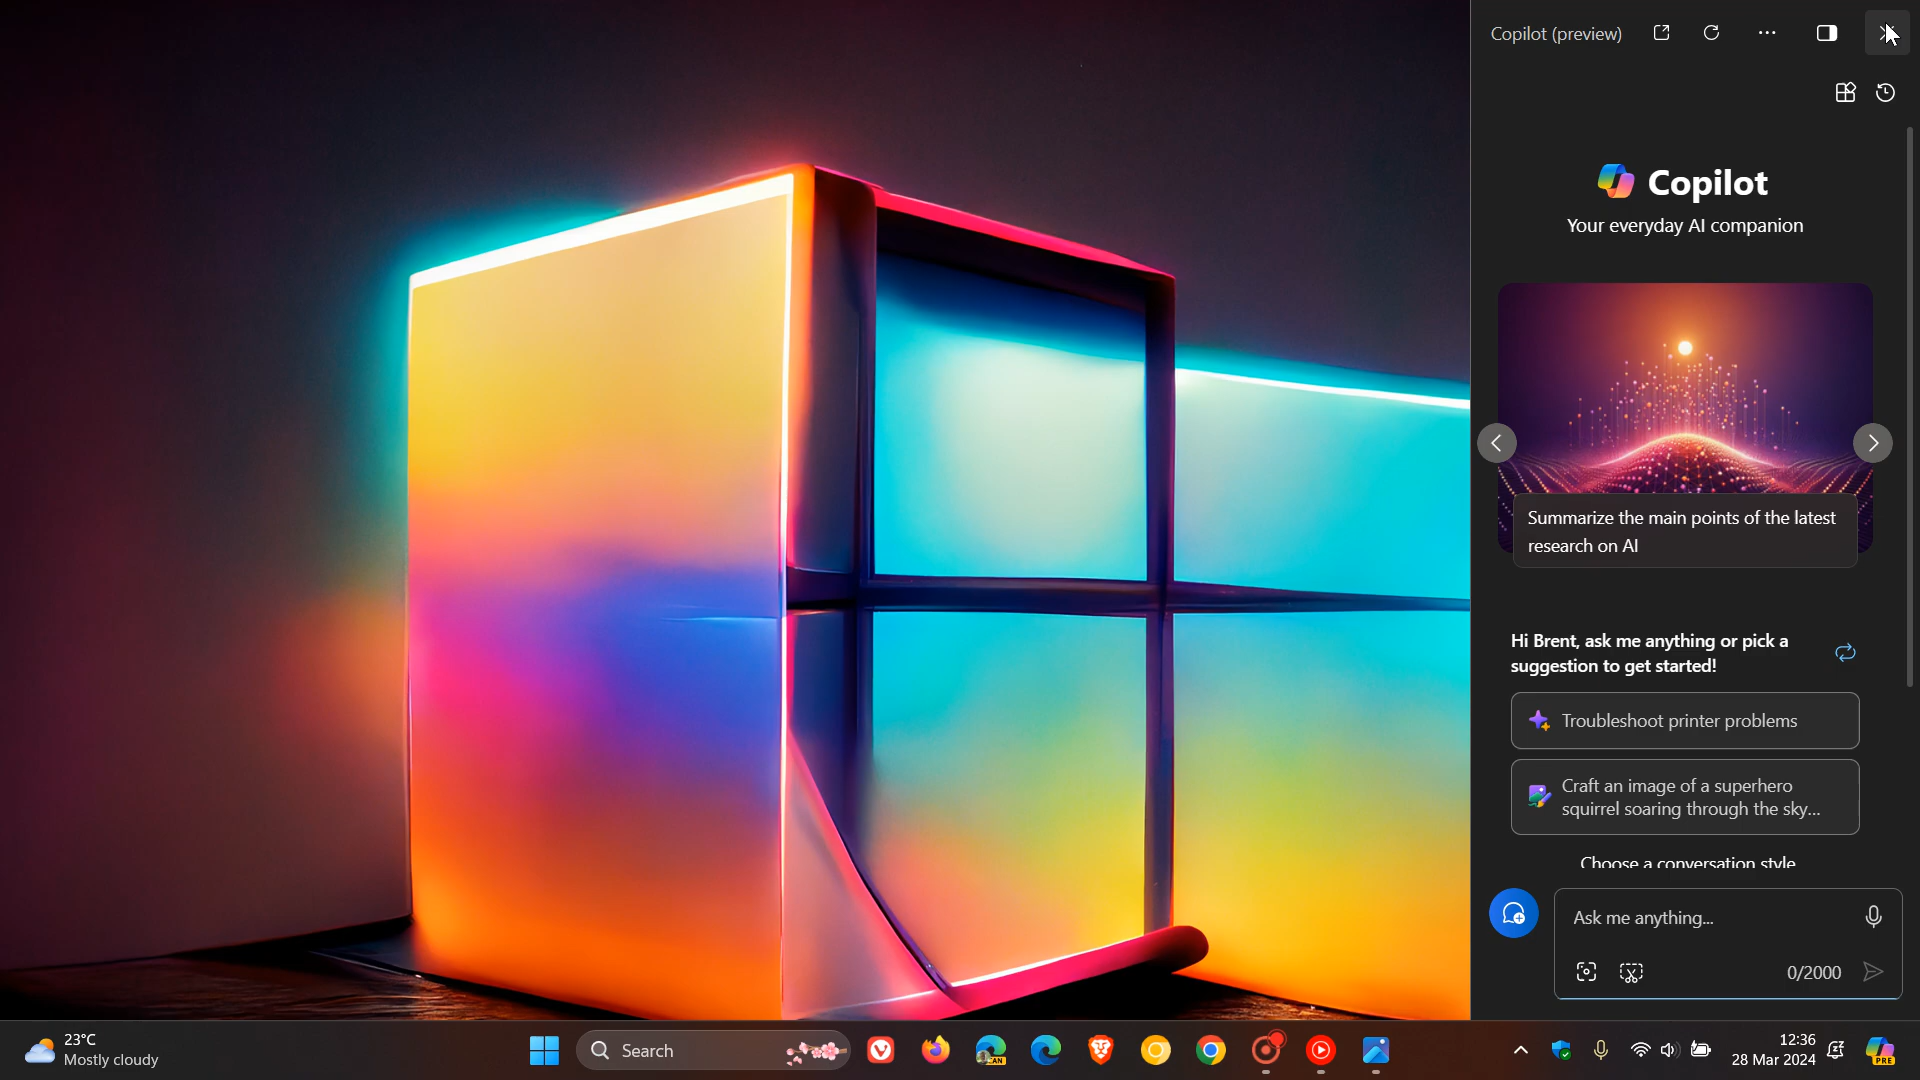 Copilot (preview)
Copilot
Your everyday AI companion
Summarize the main points of the latest
research on AI
Hi Brent, ask me anything or pick a
suggestion to get started!
Troubleshoot printer problems
Craft an image of a superhero
squirrel soaring through the sky...
Choose a conversation style
Ask me anything...
0/2000
23°C
Mostly cloudy
Search
CAN
12:36
28 Mar 2024
PRE